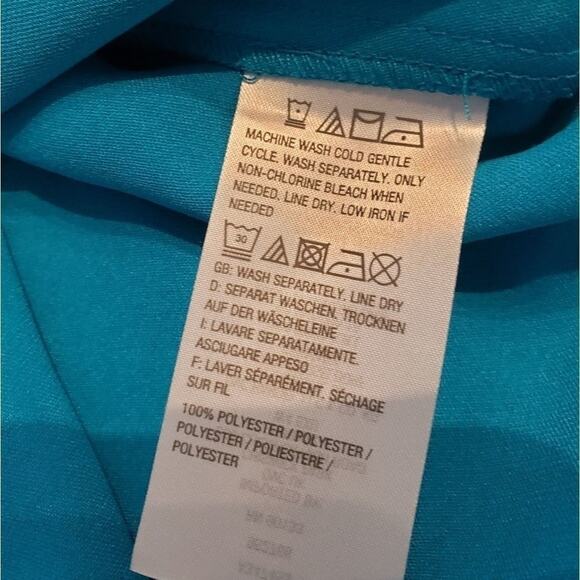 MACHINE WASH COLD GENTLE
CYCLE. WASH SEPARATELY. ONLY
NON-CHLORINE BLEACH WHEN
NEEDED. LINE DRY. LOW IRON IF
NEEDED
30
GB: WASH SEPARATELY. LINE DRY
D: SEPARAT WASCHEN. TROCKNEN
AUF DER WÄSCHELEINE
I: LAVARE SEPARATAMENTE.
ASCIUGARE APPESO
F: LAVER SÉPARÉMENT. SÉCHAGE
SUR FIL
100% POLYESTER / POLYESTER /
POLYESTER / POLIESTERE /
POLYESTER